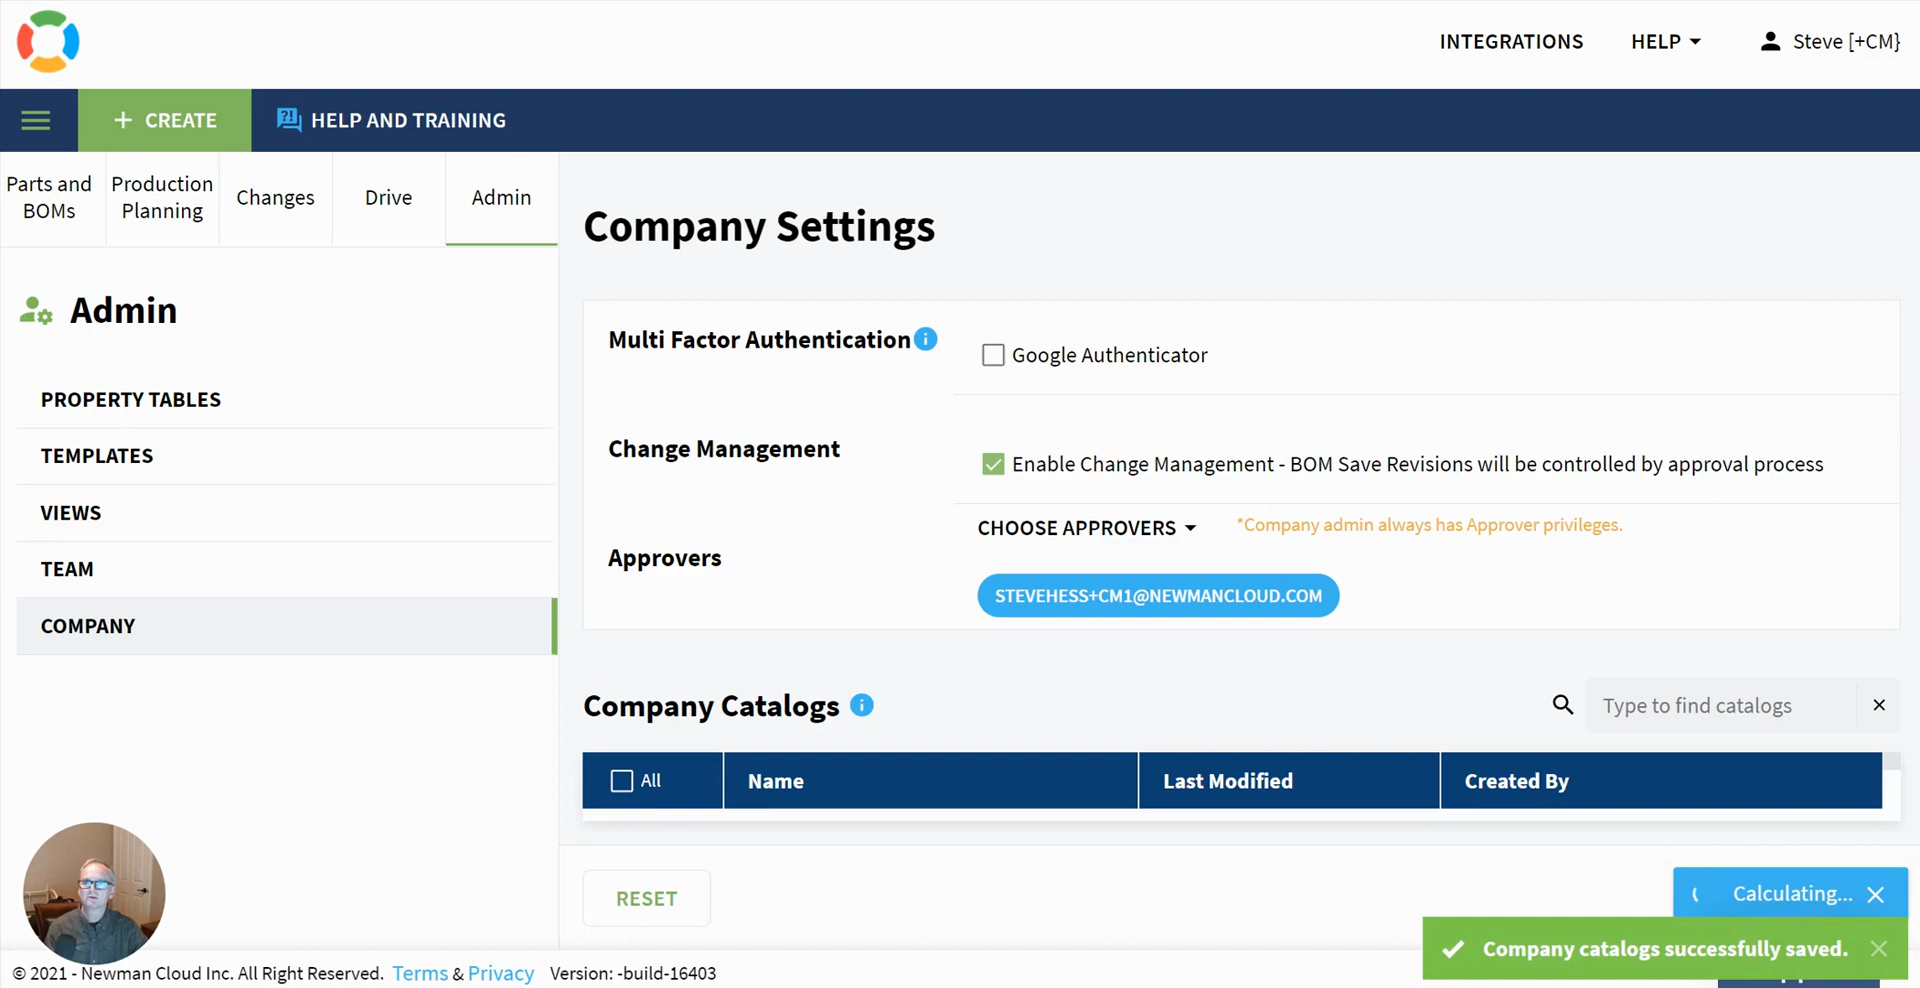 INTEGRATIONS
HELP
Steve [+CM}
+ CREATE
HELP AND TRAINING
Parts and
BOMs
Production
Planning
Changes
Drive
Admin
Admin
PROPERTY TABLES
TEMPLATES
VIEWS
TEAM
COMPANY
Company Settings
Multi Factor Authentication
Google Authenticator
Change Management
Enable Change Management - BOM Save Revisions will be controlled by approval process
Approvers
CHOOSE APPROVERS
*Company admin always has Approver privileges.
STEVEHESS+CM1@NEWMANCLOUD.COM
Company Catalogs
Type to find catalogs
All
Name
Last Modified
Created By
RESET
Calculating...
Company catalogs successfully saved.
© 2021 - Newman Cloud Inc. All Right Reserved. Terms & Privacy Version: -build-16403